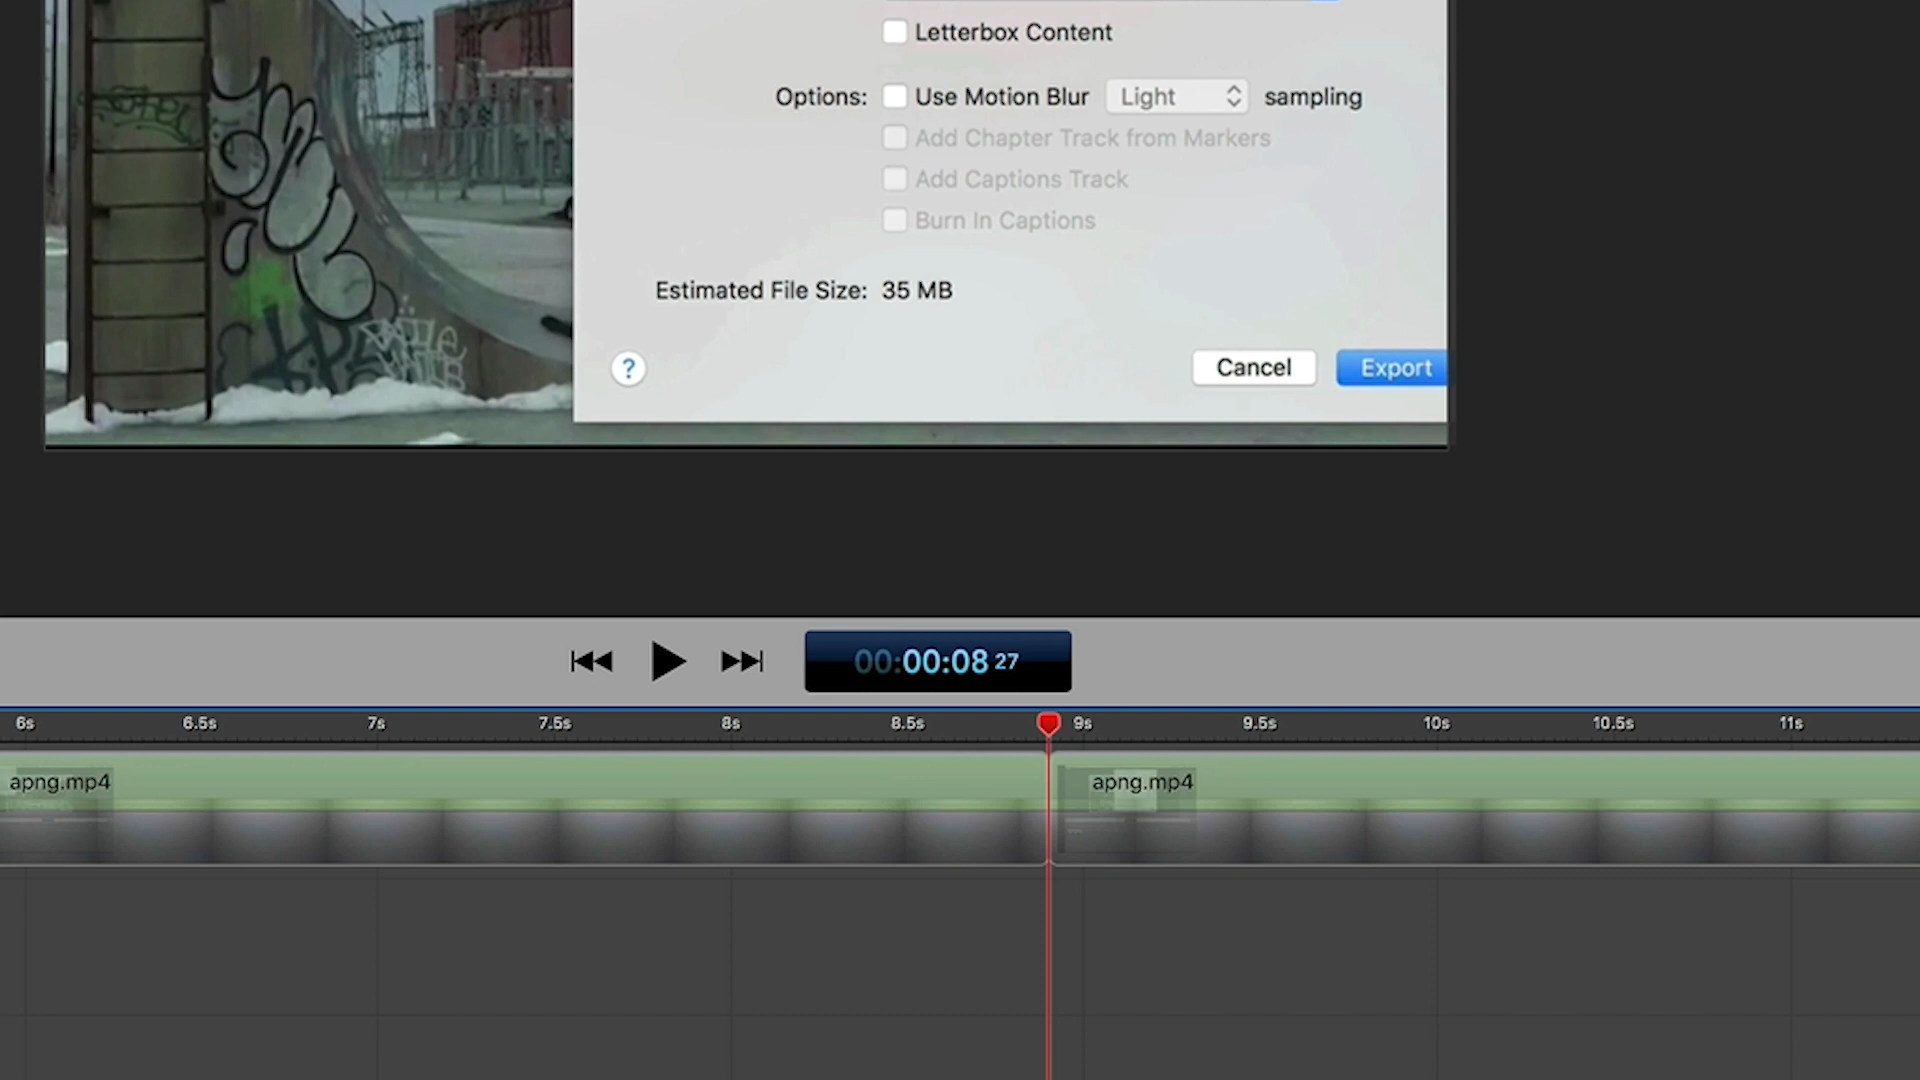 Letterbox Content
Options: Use Motion Blur Light sampling
Add Chapter Track from Markers
Add Captions Track
Burn In Captions
Estimated File Size: 35 MB
? Cancel Export
00:00:08 27
6s 6.5s 7s 7.5s 8s 8.5s 9s 9.5s 10s 10.5s 11s
apng.mp4 apng.mp4